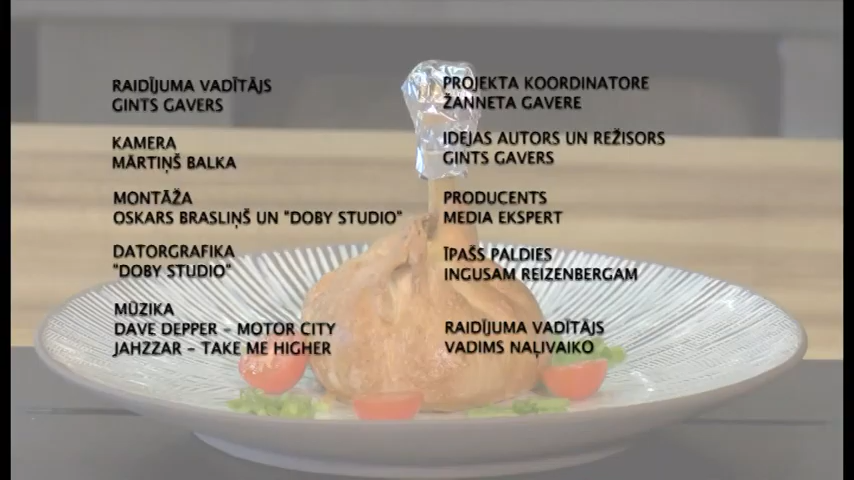 RAIDĪJUMA VADĪTĀJS
GINTS GAVERS
KAMERA
MĀRTIŅŠ BALKA
MONTĀŽA
OSKARS BRASLIŅŠ UN "DOBY STUDIO"
DATORGRAFIKA
"DOBY STUDIO"
MŪZIKA
DAVE DEPPER - MOTOR CITY
JAHZZAR - TAKE ME HIGHER
PROJEKTA KOORDINATORE
ŽANNETA GAVERE
IDEJAS AUTORS UN REŽISORS
GINTS GAVERS
PRODUCENTS
MEDIA EKSPERT
ĪPAŠS PALDIES
INGUSAM REIZENBERGAM
RAIDĪJUMA VADĪTĀJS
VADIMS NAĻIVAIKO